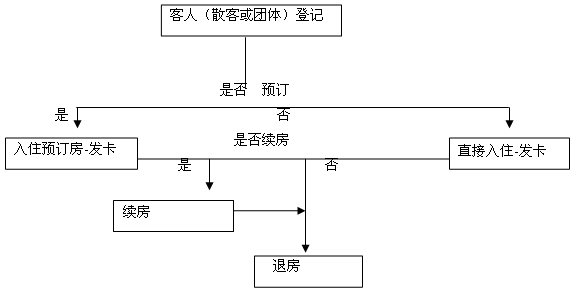 客人（散客或团体）登记
是否 预订
是
否
入住预订房-发卡
是否续房
直接入住-发卡
是
否
续房
退房